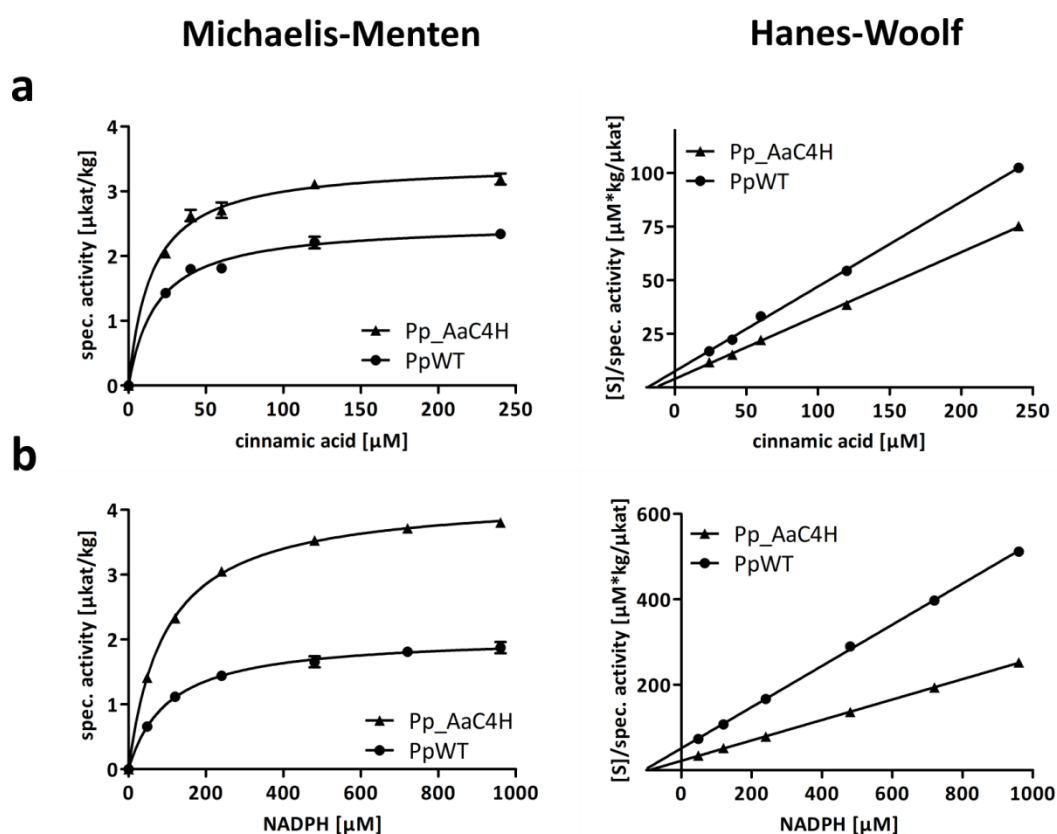 Michaelis-Menten
Hanes-Woolf
a
spec. activity [µkat/kg]
4
3
2
1
0
Pp_AaC4H
PpWT
0 50 100 150 200 250
cinnamic acid [µM]
[S]/spec. activity [µM*kg/µkat]
100
75
50
25
Pp_AaC4H
PpWT
0 50 100 150 200 250
cinnamic acid [µM]
b
spec. activity [µkat/kg]
4
3
2
1
0
Pp_AaC4H
PpWT
0 200 400 600 800 1000
NADPH [µM]
[S]/spec. activity [µM*kg/µkat]
600
400
200
Pp_AaC4H
PpWT
0 200 400 600 800 1000
NADPH [µM]